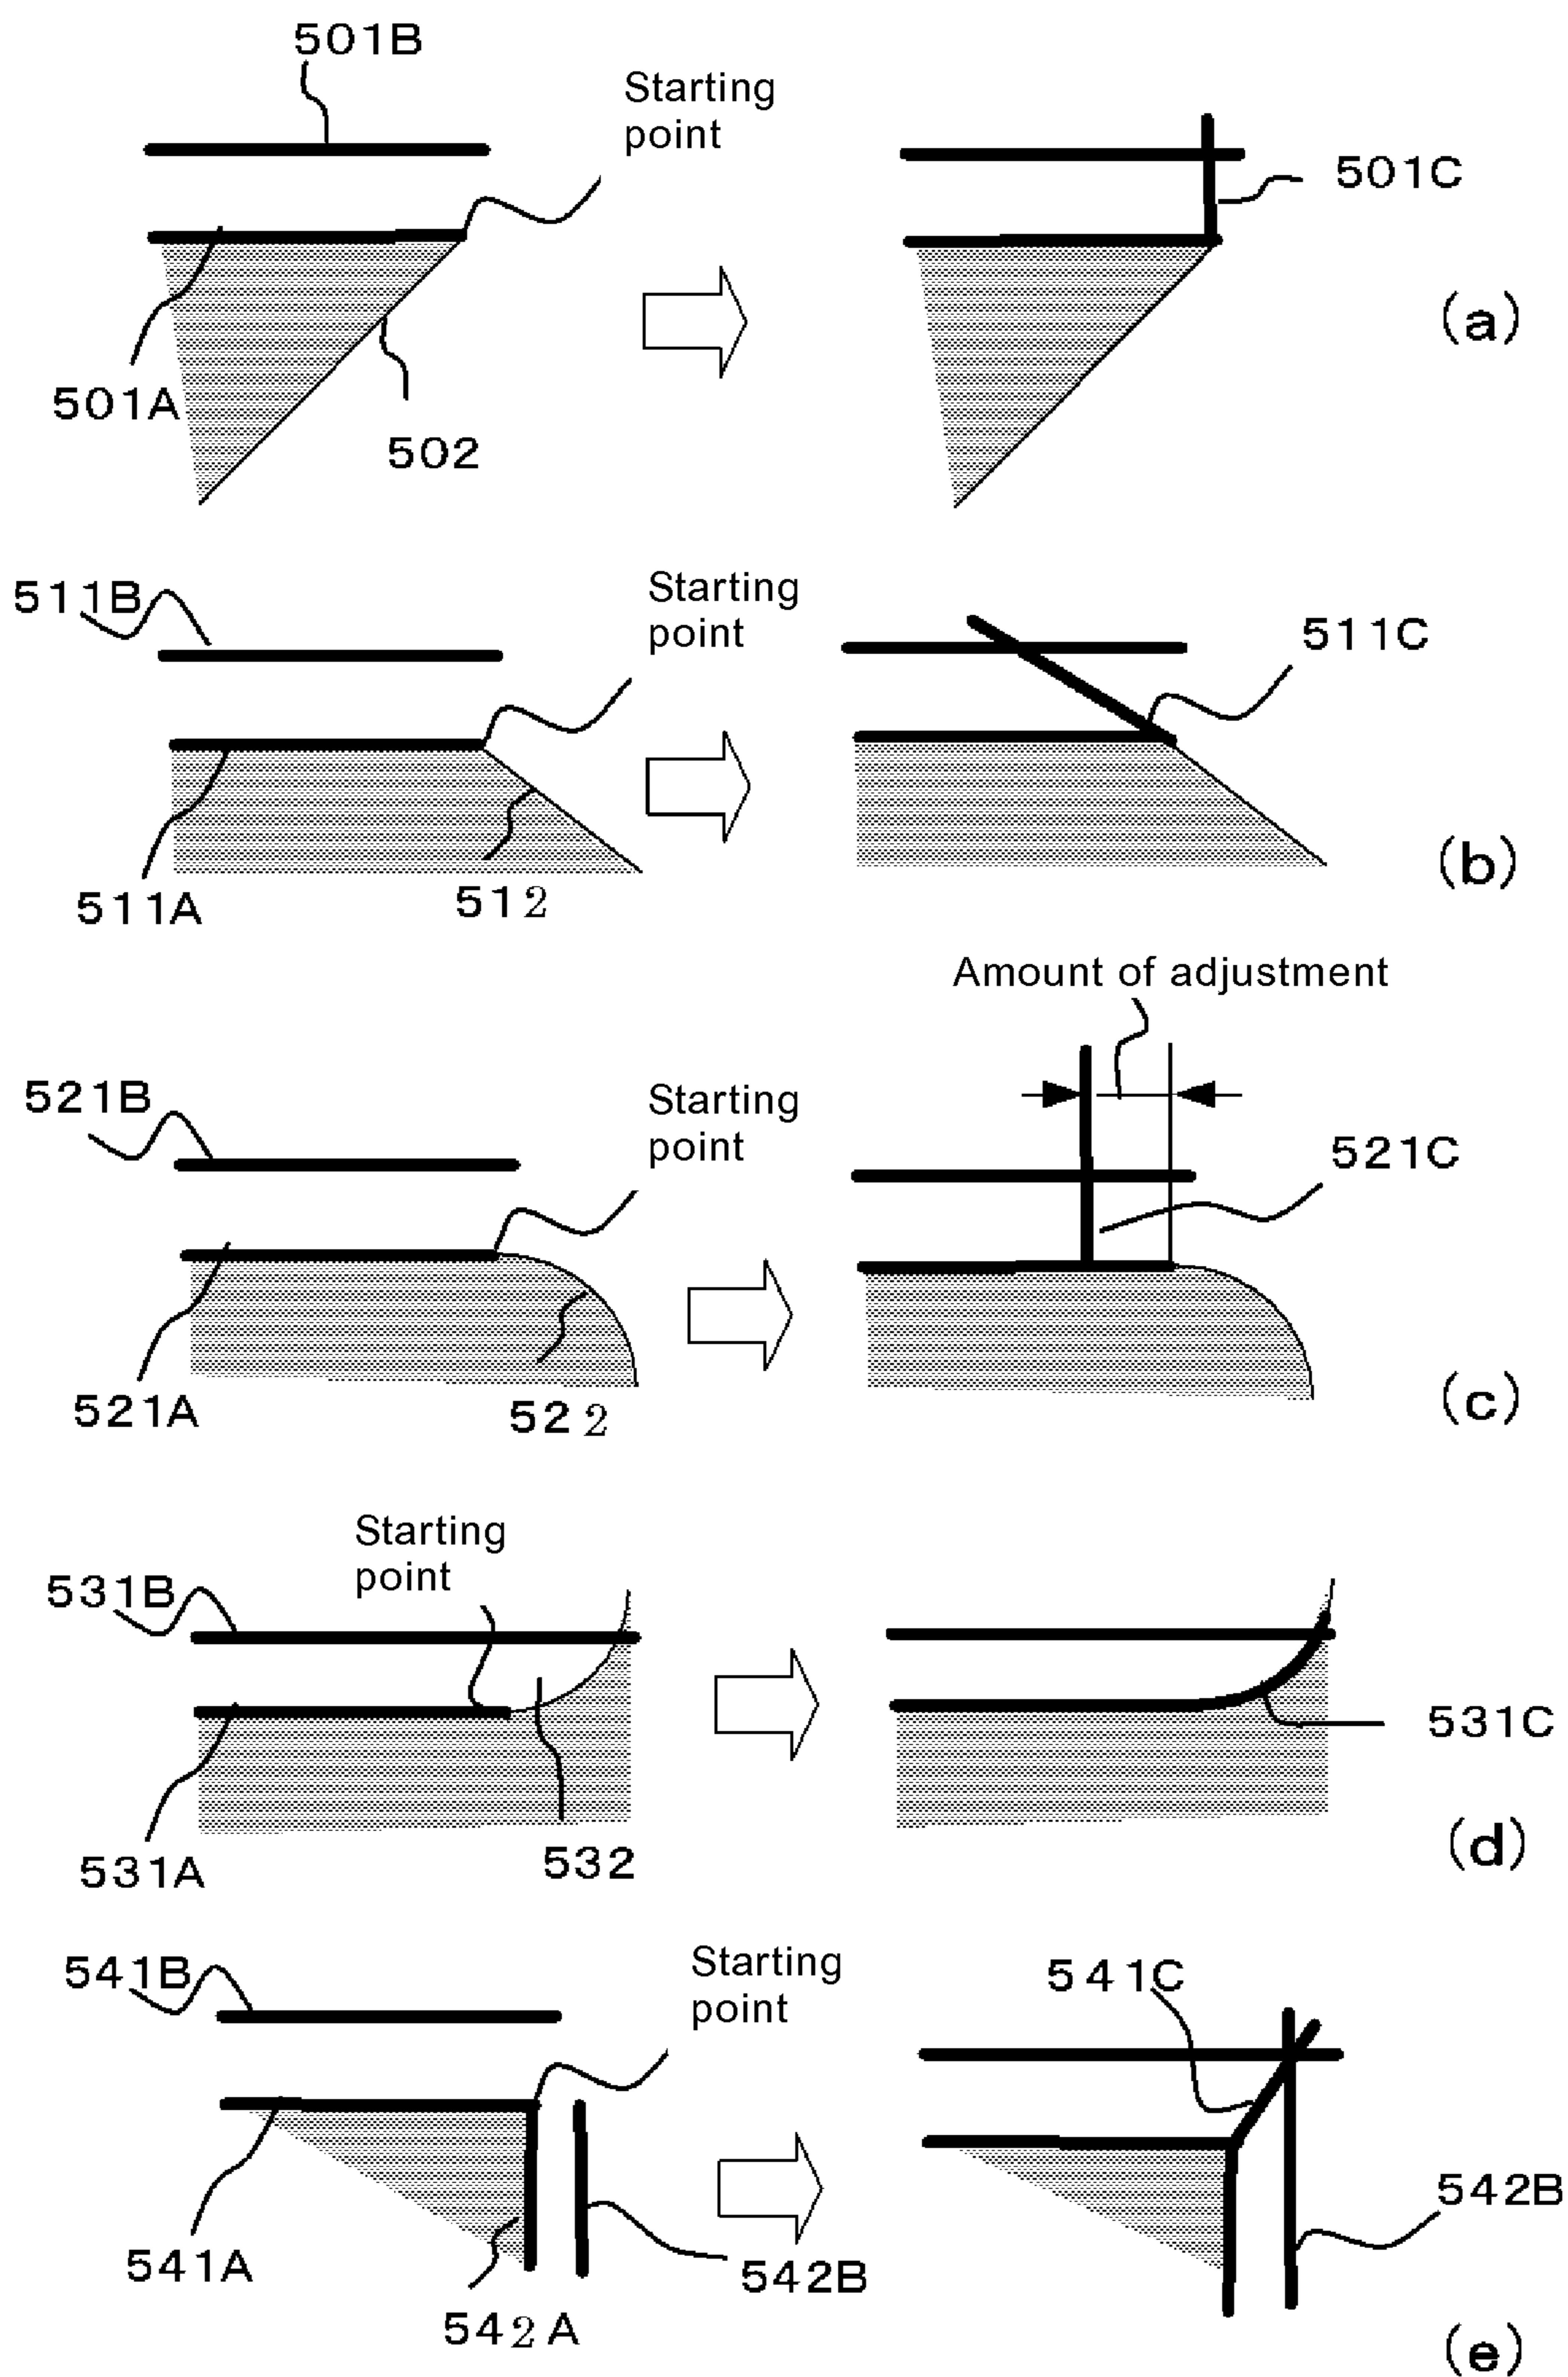 501B
Starting
point
501C
(a)
501A
502
511B
Starting
point
511C
(b)
511A
512
Amount of adjustment
521B
Starting
point
521C
521A
522
(c)
Starting
point
531B
531C
531A
532
(d)
541B
Starting
point
541C
541A
542B
542B
542A
(e)